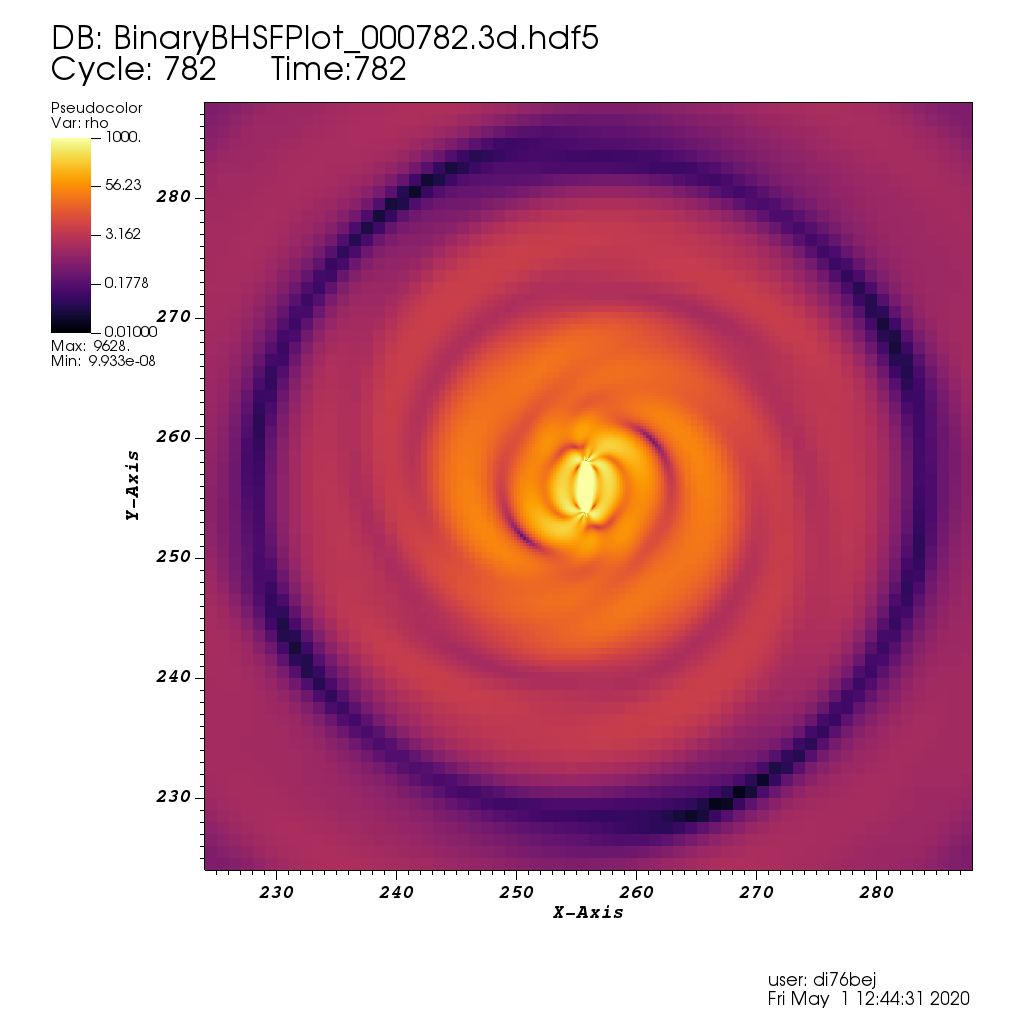 DB: BinaryBHSFPlot_000782.3d.hdf5
Cycle: 782 Time:782
Pseudocolor
Var: rho
1000.
56.23
3.162
0.1778
0.01000
Max: 9628.
Min: 9.933e-08
280
270
260
250
240
230
Y-Axis
230 240 250 260 270 280
X-Axis
user: di76bej
Fri May 1 12:44:31 2020